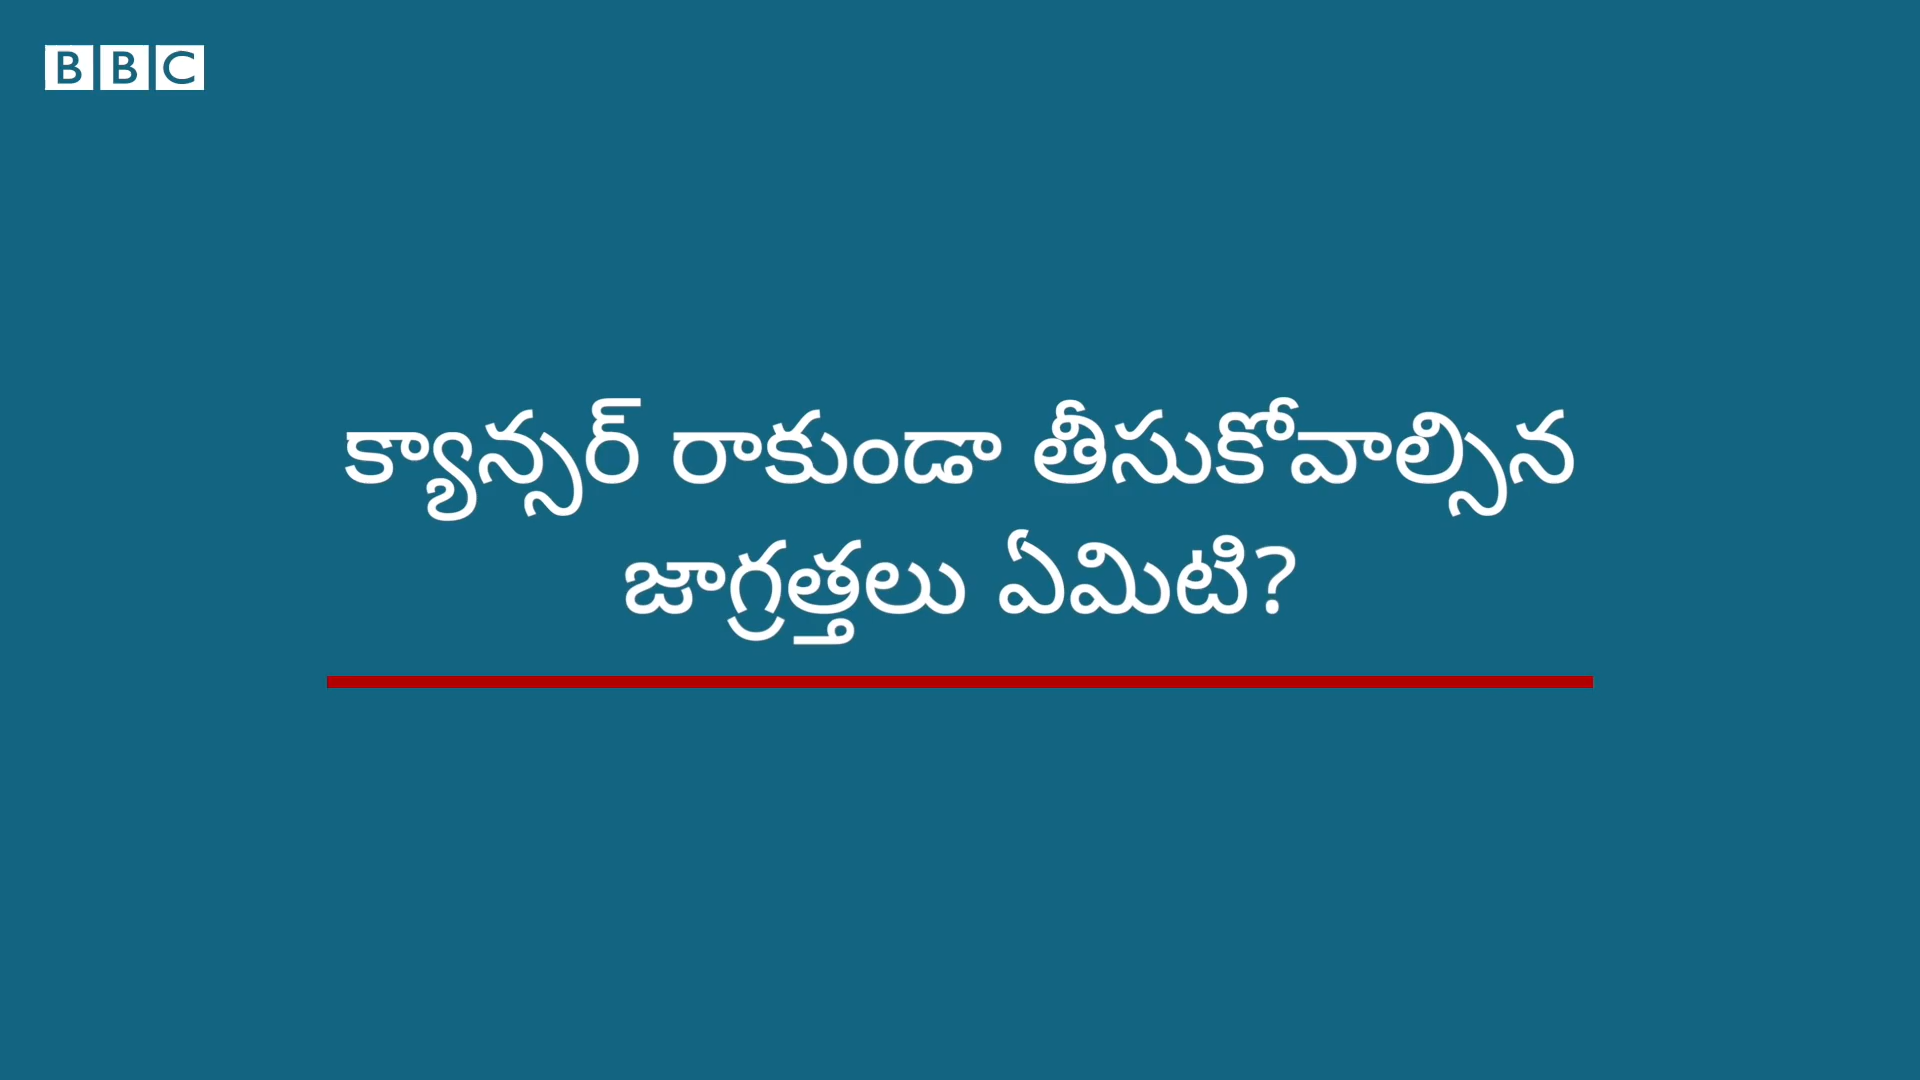 BBC
క్యాన్సర్ రాకుండా తీసుకోవాల్సిన
జాగ్రత్తలు ఏమిటి?